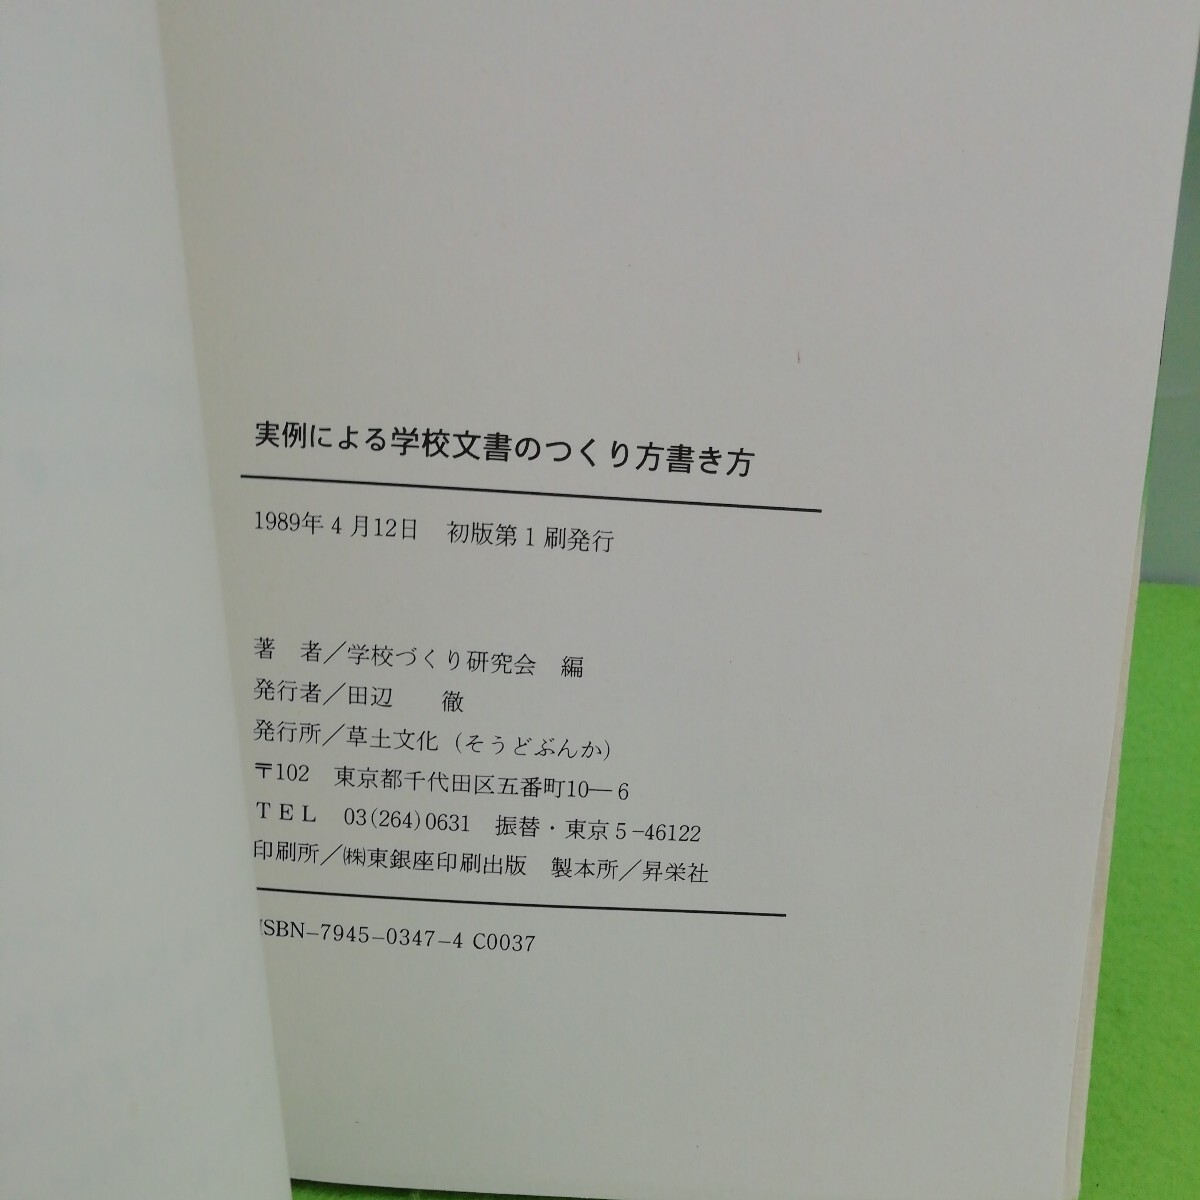 実例による学校文書のつくり方書き方
1989年4月12日　初版第1刷発行
著　者／学校づくり研究会　編
発行者／田辺　　徹
発行所／草土文化（そうどぶんか）
〒102　東京都千代田区五番町10—6
TEL　03(264)0631　振替・東京5-46122
印刷所／㈱東銀座印刷出版　製本所／昇栄社
ISBN-7945-0347-4 C0037